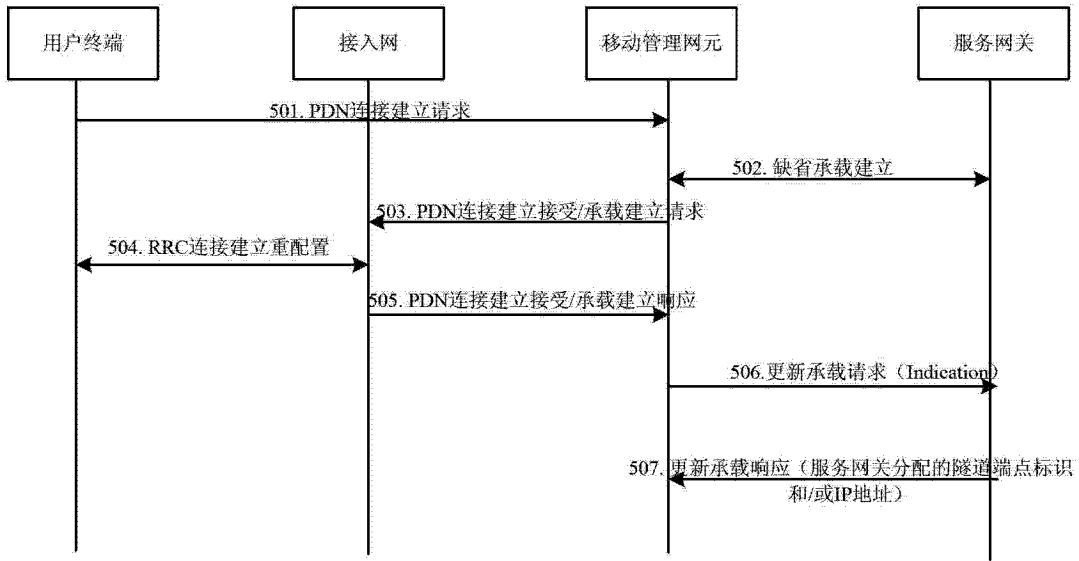 用户终端
接入网
移动管理网元
服务网关
501. PDN连接建立请求
502. 缺省承载建立
503. PDN连接建立接受/承载建立请求
504. RRC连接建立重配置
505. PDN连接建立接受/承载建立响应
506.更新承载请求（Indication）
507. 更新承载响应（服务网关分配的隧道端点标识
和/或IP地址）